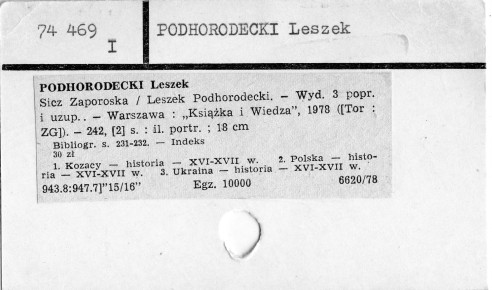 74 469
I
PODHORODECKI Leszek
PODHORODECKI Leszek
Sicz Zaporoska / Leszek Podhorodecki. — Wyd. 3 popr.
i uzup.. — Warszawa : „Książka i Wiedza”, 1978 ([Tor :
ZG]). — 242, [2] s. : il. portr. ; 18 cm
Bibliogr. s. 231-232. — Indeks
30 zł
1. Kozacy — historia — XVI-XVII w. 2. Polska — histo-
ria — XVI-XVII w. 3. Ukraina — historia — XVI-XVII w.
943.8:947.7]"15/16" Egz. 10000 6620/78